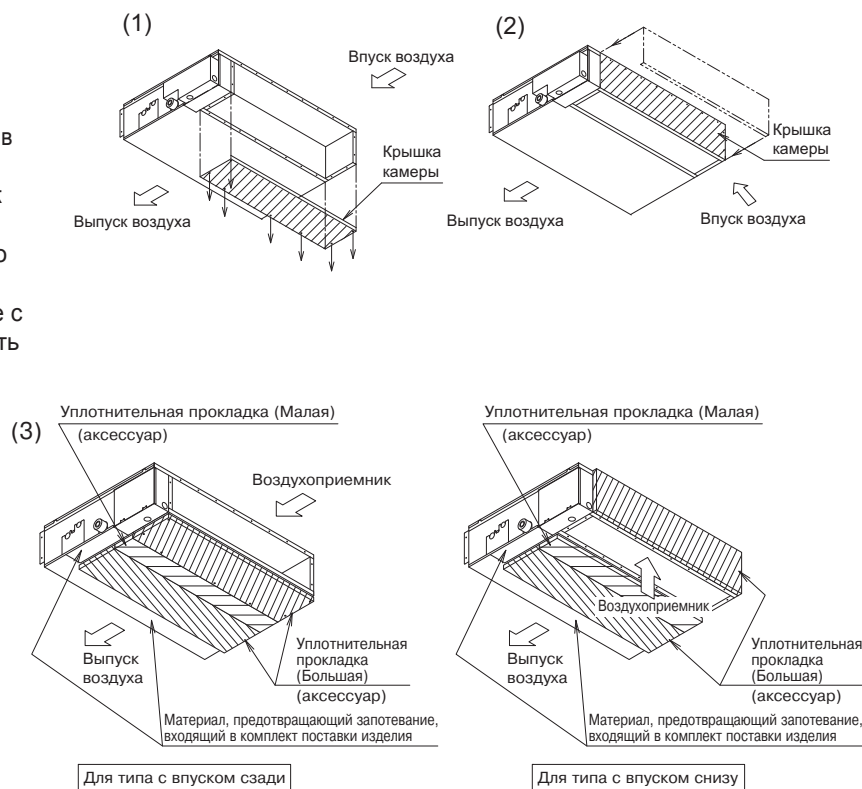 (1)
Впуск воздуха
Крышка
камеры
Выпуск воздуха
(2)
Крышка
камеры
Выпуск воздуха
Впуск воздуха
в
к
о
е с
ть
(3)
Уплотнительная прокладка (Малая)
(аксессуар)
Воздухоприемник
Выпуск
воздуха
Уплотнительная
прокладка
(Большая)
(аксессуар)
Материал, предотвращающий запотевание,
входящий в комплект поставки изделия
Для типа с впуском сзади
Уплотнительная прокладка (Малая)
(аксессуар)
Воздухоприемник
Выпуск
воздуха
Уплотнительная
прокладка
(Большая)
(аксессуар)
Материал, предотвращающий запотевание,
входящий в комплект поставки изделия
Для типа с впуском снизу